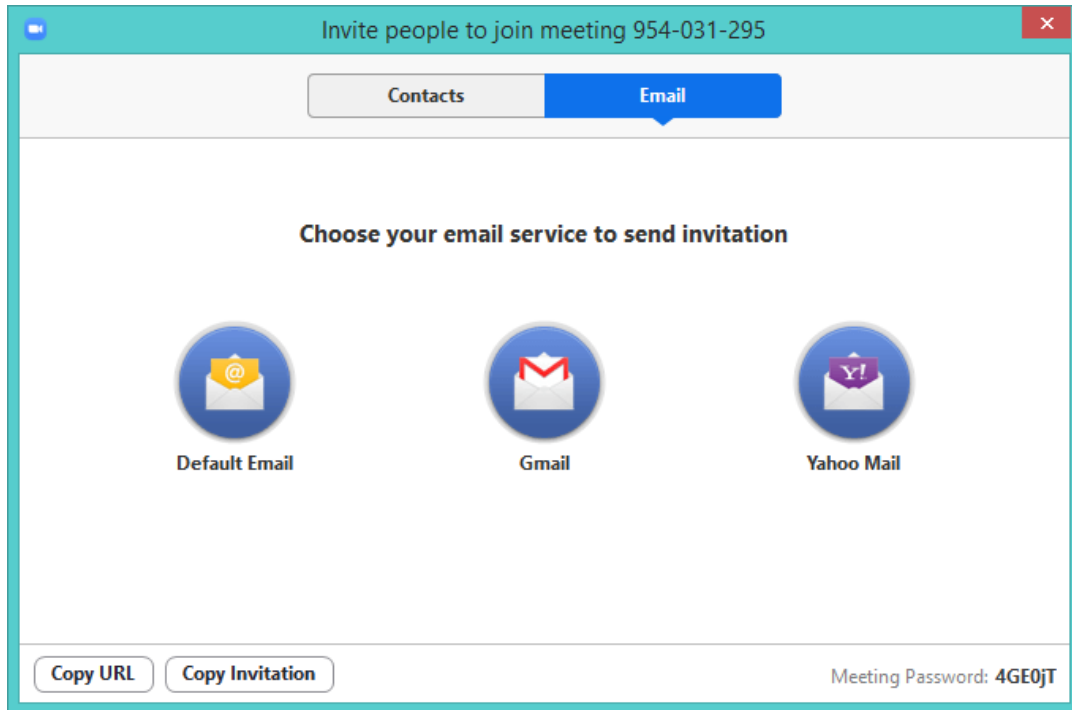 Invite people to join meeting 954-031-295
Contacts Email
Choose your email service to send invitation
@ Y!
Default Email Gmail Yahoo Mail
Copy URL Copy Invitation Meeting Password: 4GE0jT